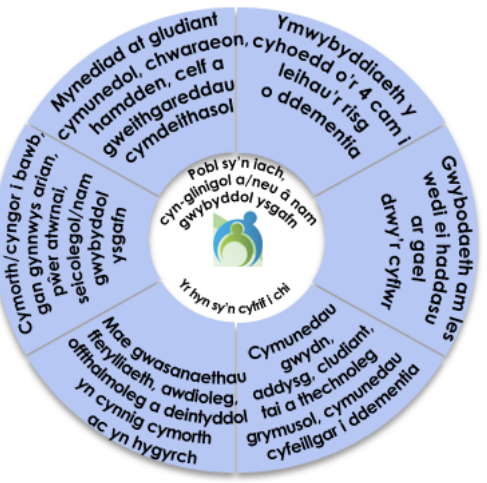 Pobl sy'n iach,
cyn-glinigol a/neu â nam
gwybyddol ysgafn
Yr hyn sy'n cyfrif i chi
Ymwybyddiaeth y
cyhoedd o'r 4 cam i
leihau'r risg
o ddementia
Gwybodaeth am les
wedi ei haddasu
ar gael
drwy'r cyflwr
Cymunedau
gwydn,
addysg, cludiant,
tai a thechnoleg
grymusol, cymunedau
cyfeillgar i ddementia
Mae gwasanaethau
fferylliaeth, awdioleg,
offthalmoleg a deintyddol
yn cynnig cymorth
ac yn hygyrch
Cymorth/cyngor i bawb,
gan gynnwys arian,
pŵer atwrnai,
seicolegol/nam
gwybyddol
ysgafn
Mynediad at gludiant
cymunedol, chwaraeon,
hamdden, celf a
gweithgareddau
cymdeithasol